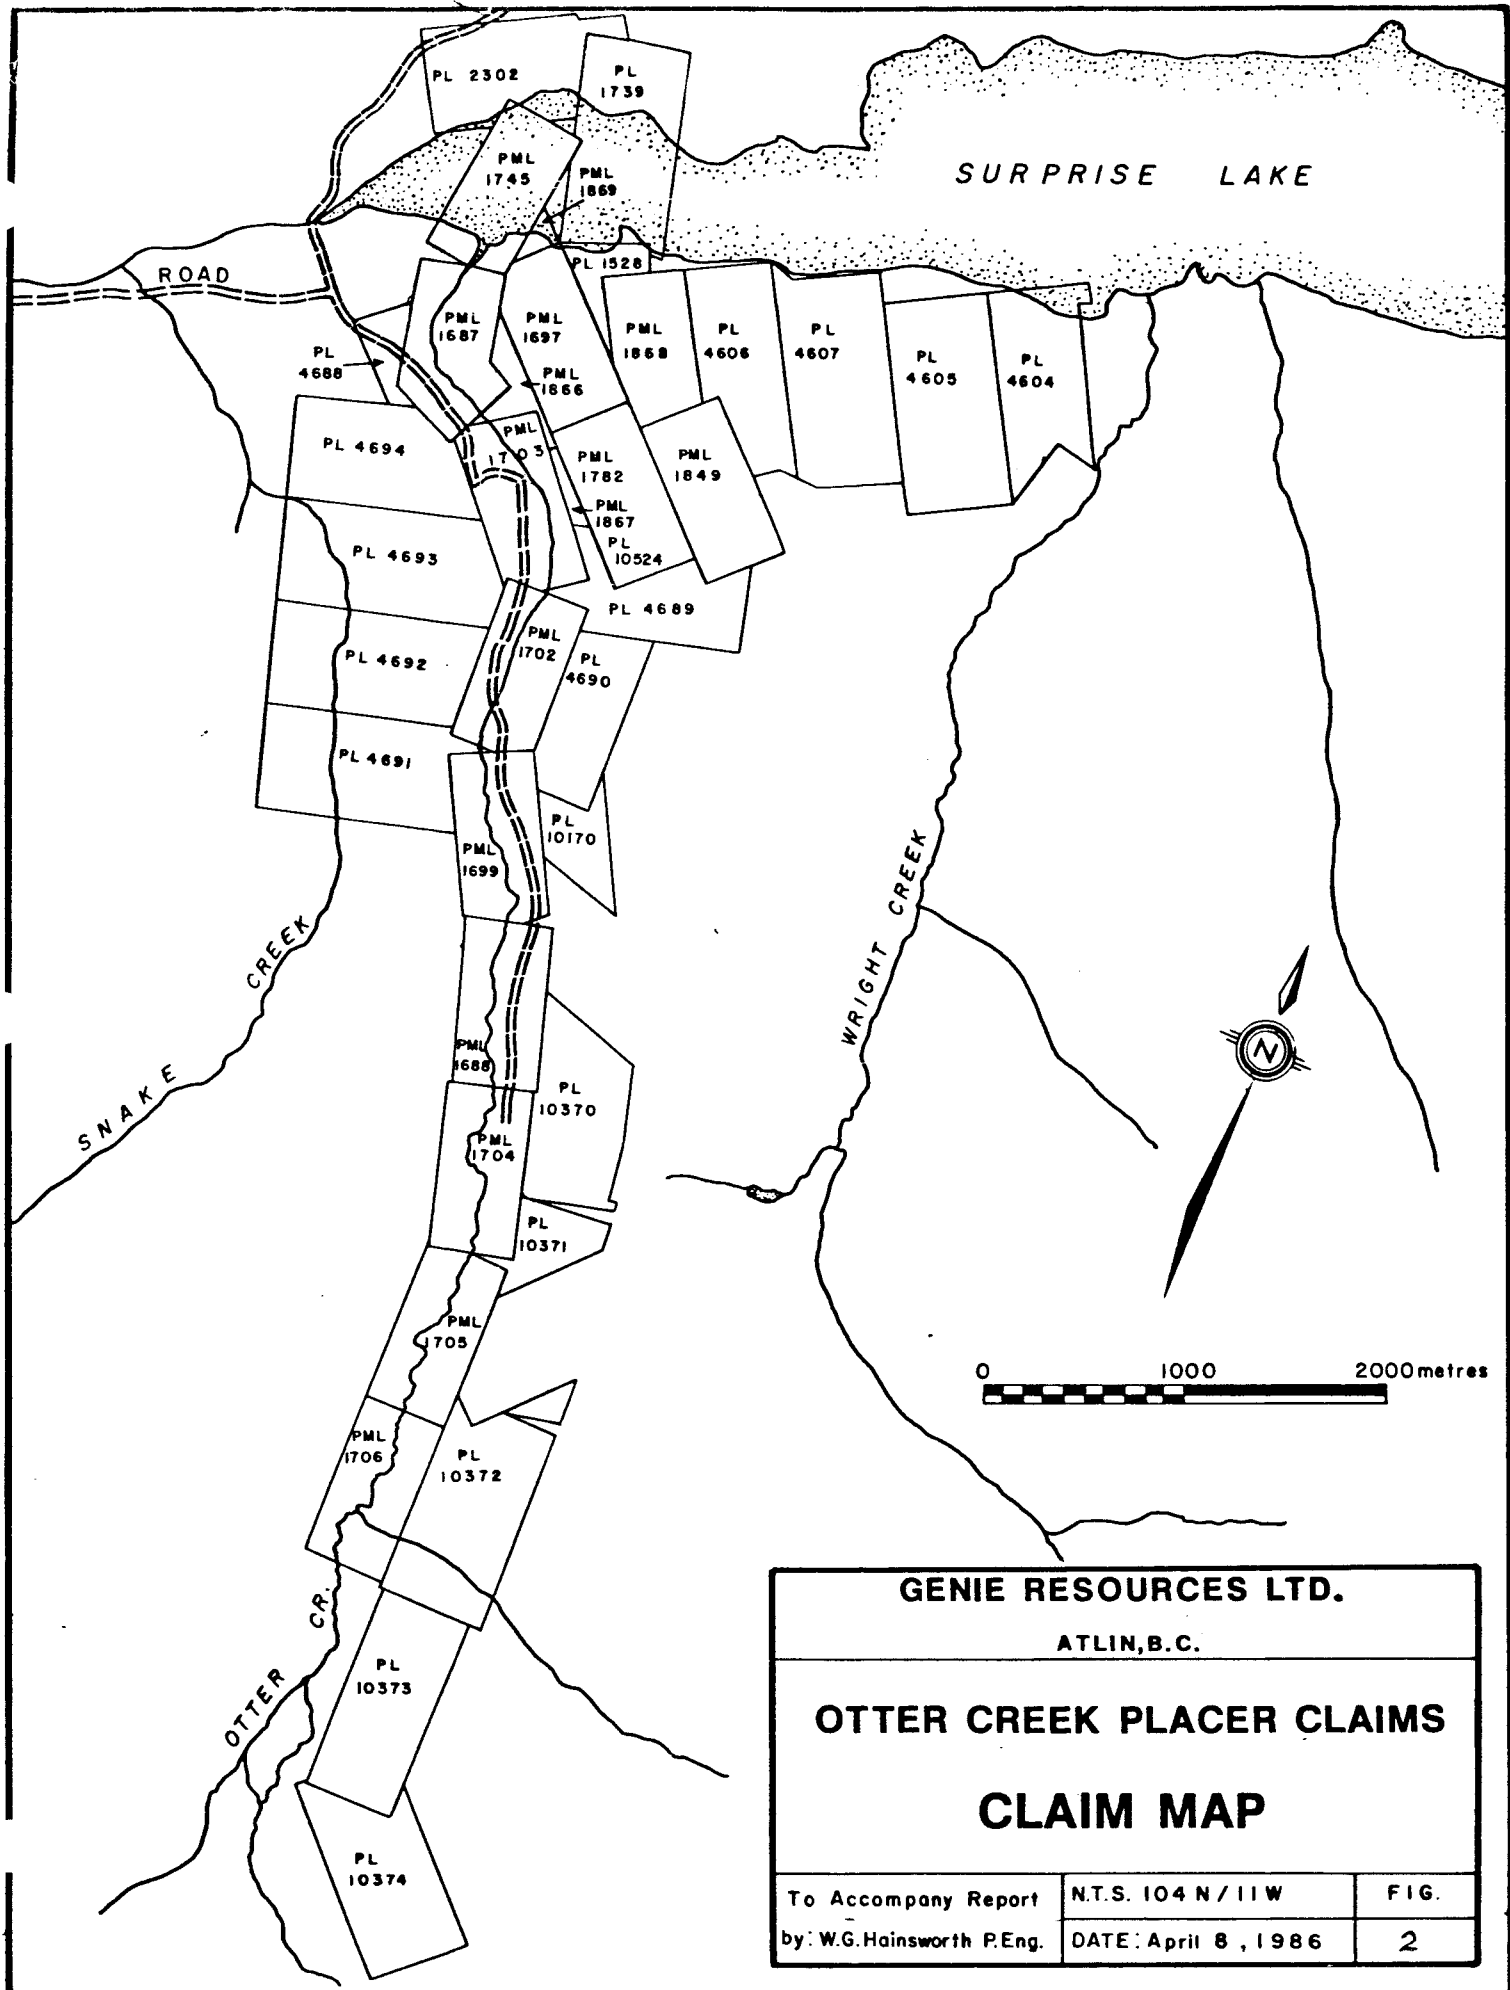 PL 2302
PL
1739
PML
1745
PML
1869
SURPRISE LAKE
ROAD
PL 1528
PML
1687
PML
1697
PML
1868
PL
4606
PL
4607
PL
4605
PL
4604
PL
4688
PML
1866
PL 4694
PML
1703
PML
1782
PML
1849
PML
1867
PL
10524
PL 4693
PL 4689
PML
1702
PL 4692
PL
4690
PL 4691
PL
10170
PML
1699
WRIGHT CREEK
SNAKE CREEK
N
PML
1688
PL
10370
PML
1704
PL
10371
PML
1705
0 1000 2000 metres
PML
1706
PL
10372
OTTER CR.
PL
10373
PL
10374
GENIE RESOURCES LTD.
ATLIN, B.C.
OTTER CREEK PLACER CLAIMS
CLAIM MAP
To Accompany Report
by: W.G. Hainsworth P. Eng.
N.T.S. 104 N / 11 W
DATE: April 8, 1986
FIG.
2